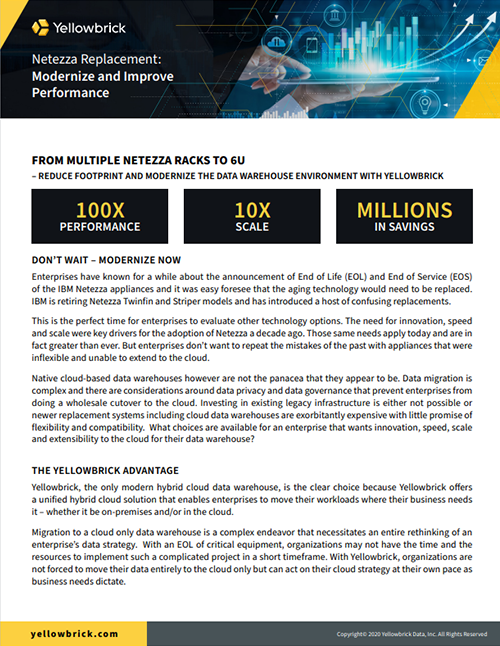 Yellowbrick
Netezza Replacement:
Modernize and Improve
Performance
FROM MULTIPLE NETEZZA RACKS TO 6U
– REDUCE FOOTPRINT AND MODERNIZE THE DATA WAREHOUSE ENVIRONMENT WITH YELLOWBRICK
100X
PERFORMANCE
10X
SCALE
MILLIONS
IN SAVINGS
DON'T WAIT – MODERNIZE NOW
Enterprises have known for a while about the announcement of End of Life (EOL) and End of Service (EOS)
of the IBM Netezza appliances and it was easy foresee that the aging technology would need to be replaced.
IBM is retiring Netezza Twinfin and Striper models and has introduced a host of confusing replacements.
This is the perfect time for enterprises to evaluate other technology options. The need for innovation, speed
and scale were key drivers for the adoption of Netezza a decade ago. Those same needs apply today and are in
fact greater than ever. But enterprises don't want to repeat the mistakes of the past with appliances that were
inflexible and unable to extend to the cloud.
Native cloud-based data warehouses however are not the panacea that they appear to be. Data migration is
complex and there are considerations around data privacy and data governance that prevent enterprises from
doing a wholesale cutover to the cloud. Investing in existing legacy infrastructure is either not possible or
newer replacement systems including cloud data warehouses are exorbitantly expensive with little promise of
flexibility and compatibility. What choices are available for an enterprise that wants innovation, speed, scale
and extensibility to the cloud for their data warehouse?
THE YELLOWBRICK ADVANTAGE
Yellowbrick, the only modern hybrid cloud data warehouse, is the clear choice because Yellowbrick offers
a unified hybrid cloud solution that enables enterprises to move their workloads where their business needs
it – whether it be on-premises and/or in the cloud.
Migration to a cloud only data warehouse is a complex endeavor that necessitates an entire rethinking of an
enterprise's data strategy. With an EOL of critical equipment, organizations may not have the time and the
resources to implement such a complicated project in a short timeframe. With Yellowbrick, organizations are
not forced to move their data entirely to the cloud only but can act on their cloud strategy at their own pace as
business needs dictate.
yellowbrick.com
Copyright© 2020 Yellowbrick Data, Inc. All Rights Reserved